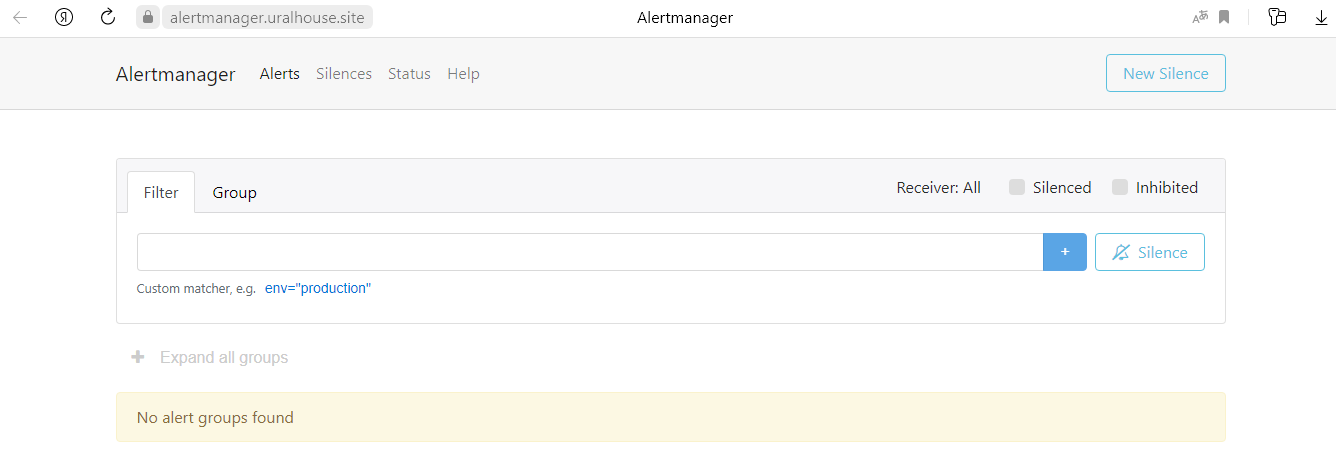 alertmanager.uralhouse.site Alertmanager
Alertmanager Alerts Silences Status Help New Silence
Filter Group Receiver: All Silenced Inhibited
+ Silence
Custom matcher, e.g. env="production"
+ Expand all groups
No alert groups found